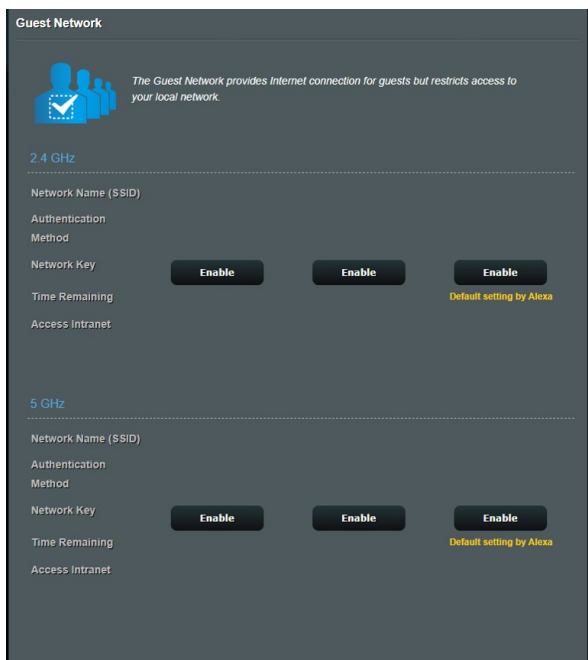 Guest Network
The Guest Network provides Internet connection for guests but restricts access to
your local network.
2.4 GHz
Network Name (SSID)
Authentication
Method
Network Key
Enable Enable Enable
Time Remaining
Default setting by Alexa
Access Intranet
5 GHz
Network Name (SSID)
Authentication
Method
Network Key
Enable Enable Enable
Time Remaining
Default setting by Alexa
Access Intranet